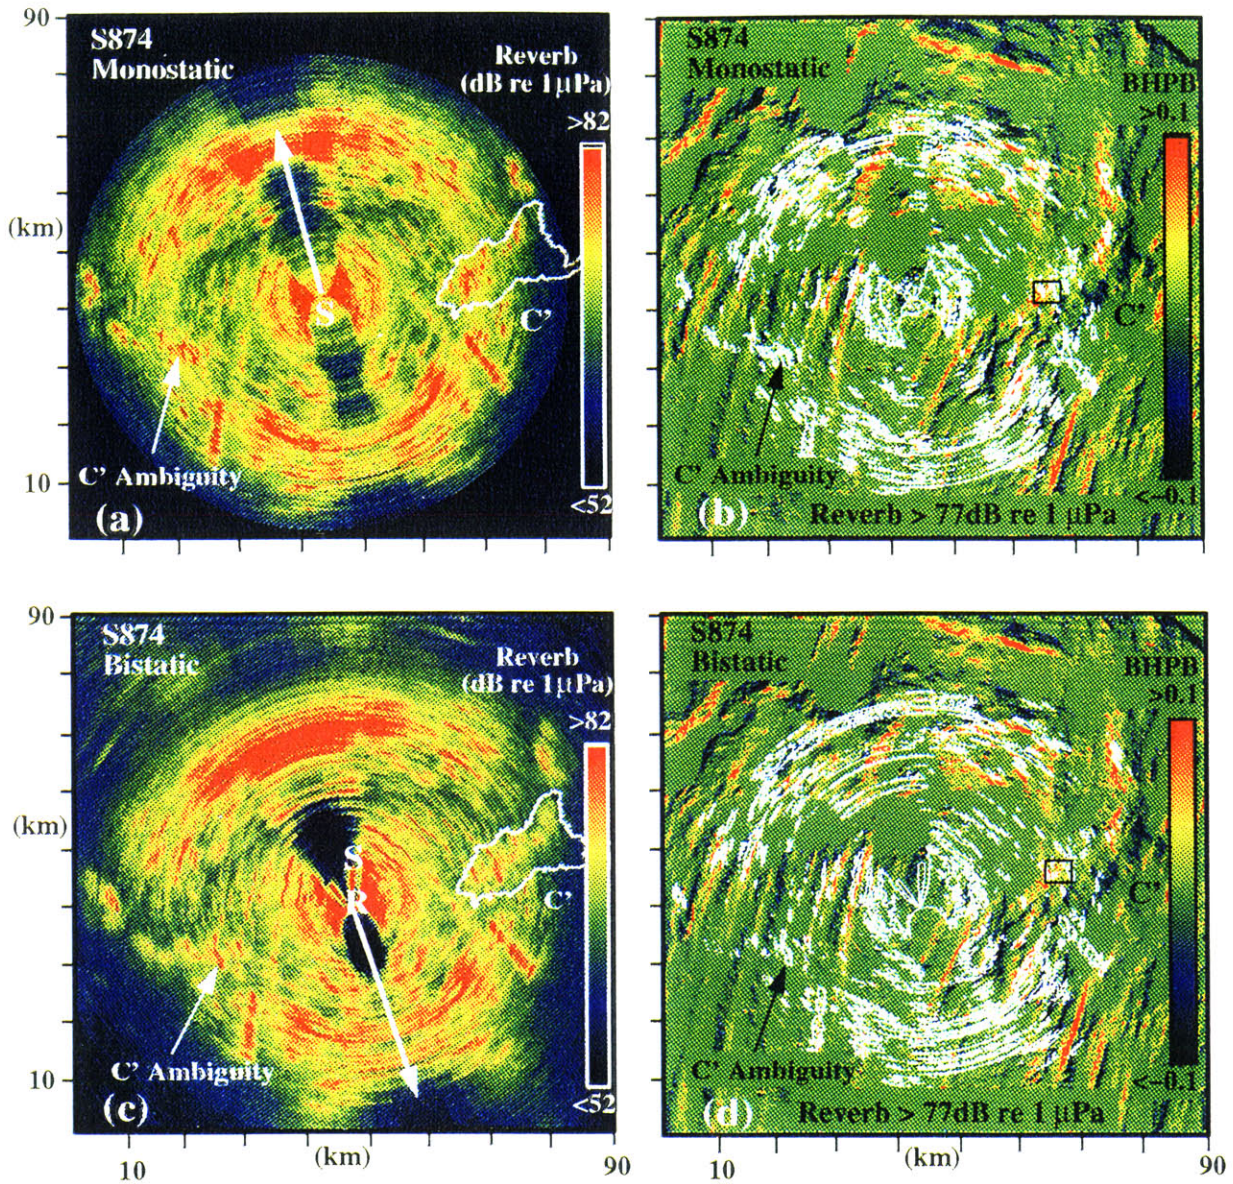 90
S874
Monostatic
Reverb
(dB re 1μPa)
>82
(km)
S
C'
C' Ambiguity
10
(a)
<52
S874
Monostatic
BHPB
>0.1
C'
C' Ambiguity
<-0.1
(b)
Reverb > 77dB re 1 μPa
90
S874
Bistatic
Reverb
(dB re 1μPa)
>82
(km)
S
R
C'
C' Ambiguity
10
(c)
<52
10
(km)
90
S874
Bistatic
BHPB
>0.1
C'
C' Ambiguity
<-0.1
(d)
Reverb > 77dB re 1 μPa
10
(km)
90